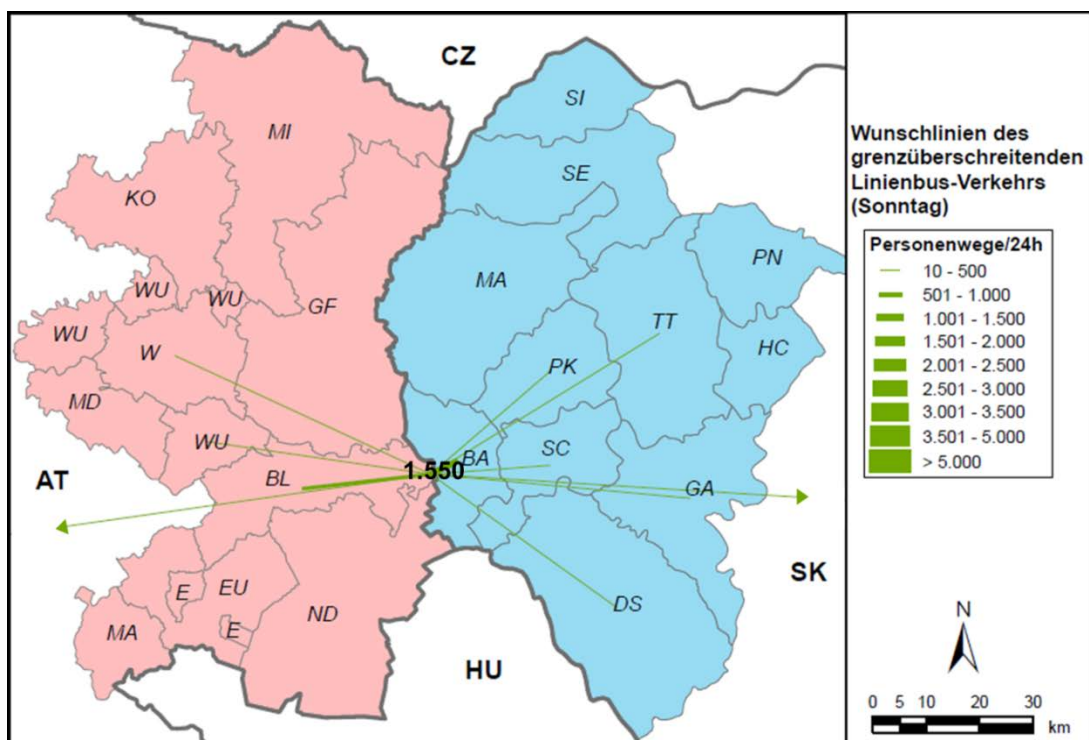 CZ
SI
MI
SE
KO
PN
WU
WU
MA
GF
WU
TT
HC
W
PK
MD
WU
SC
BA
1.550
AT
BL
GA
SK
E
EU
DS
ND
MA
E
HU
Wunschlinien des
grenzüberschreitenden
Linienbus-Verkehrs
(Sonntag)
Personenwege/24h
10 - 500
501 - 1.000
1.001 - 1.500
1.501 - 2.000
2.001 - 2.500
2.501 - 3.000
3.001 - 3.500
3.501 - 5.000
> 5.000
N
0 5 10 20 30
km